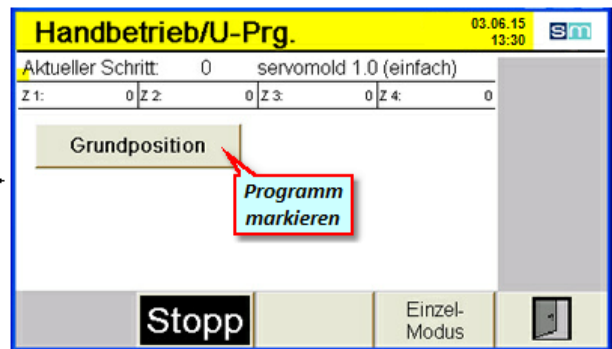 Handbetrieb/U-Prg.
03.06.15
13:30
sm
Aktueller Schritt: 0 servomold 1.0 (einfach)
Z 1: 0 Z 2: 0 Z 3: 0 Z 4: 0
Grundposition
Programm
markieren
Stopp
Einzel-
Modus